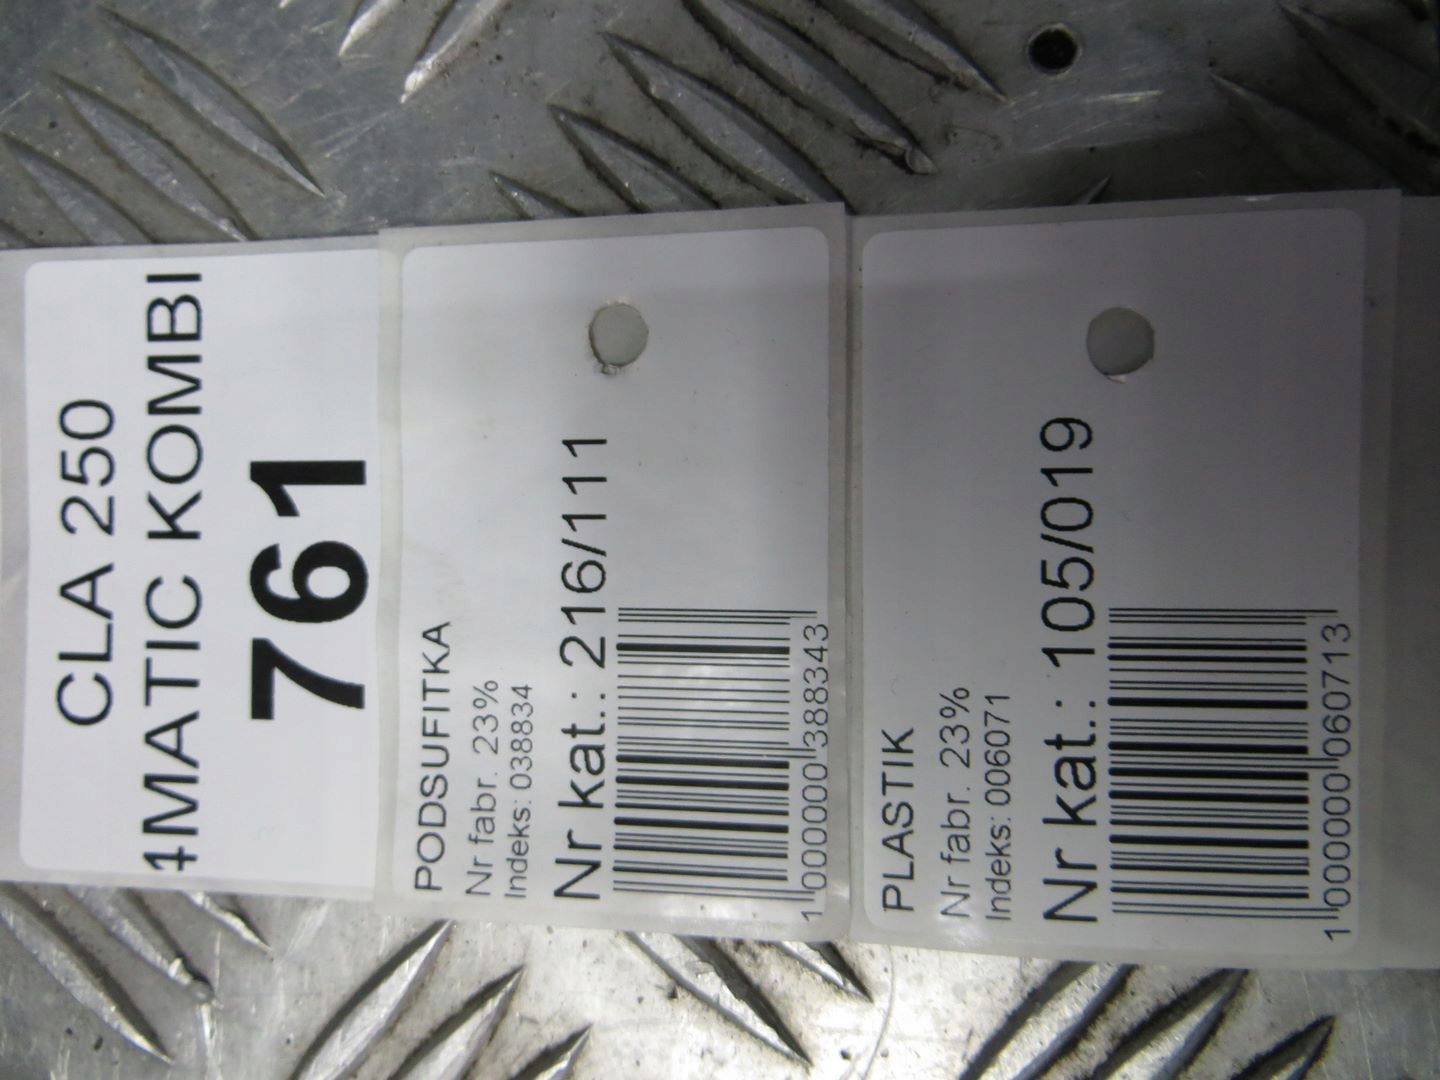 CLA 250
4MATIC KOMBI
761
PODSUFITKA
Nr fabr. 23%
Indeks: 038834
Nr kat.: 216/111
1000000388343
PLASTIK
Nr fabr. 23%
Indeks: 006071
Nr kat.: 105/019
1000000060713